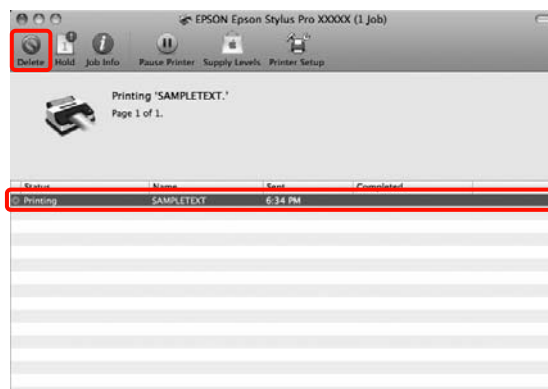 EPSON Epson Stylus Pro XXXXX (1 Job)
Delete Hold Job Info Pause Printer Supply Levels Printer Setup
Printing 'SAMPLETEXT.'
Page 1 of 1.
Status Name Sent Completed
Printing SAMPLETEXT 6:34 PM